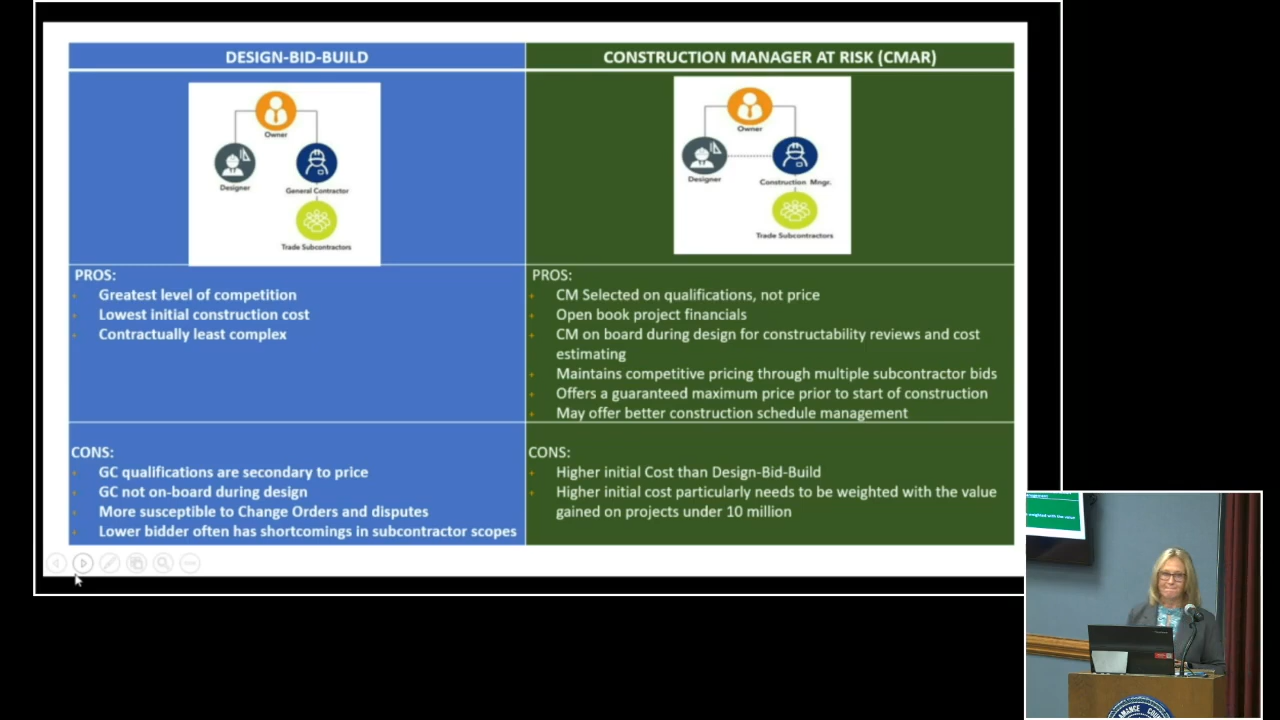 DESIGN-BID-BUILD
CONSTRUCTION MANAGER AT RISK (CMAR)
Owner
Designer
General Contractor
Trade Subcontractors
Owner
Designer
Construction Mngr.
Trade Subcontractors
PROS:
Greatest level of competition
Lowest initial construction cost
Contractually least complex
PROS:
CM Selected on qualifications, not price
Open book project financials
CM on board during design for constructability reviews and cost
estimating
Maintains competitive pricing through multiple subcontractor bids
Offers a guaranteed maximum price prior to start of construction
May offer better construction schedule management
CONS:
GC qualifications are secondary to price
GC not on-board during design
More susceptible to Change Orders and disputes
Lower bidder often has shortcomings in subcontractor scopes
CONS:
Higher initial Cost than Design-Bid-Build
Higher initial cost particularly needs to be weighted with the value
gained on projects under 10 million
weighted with the value